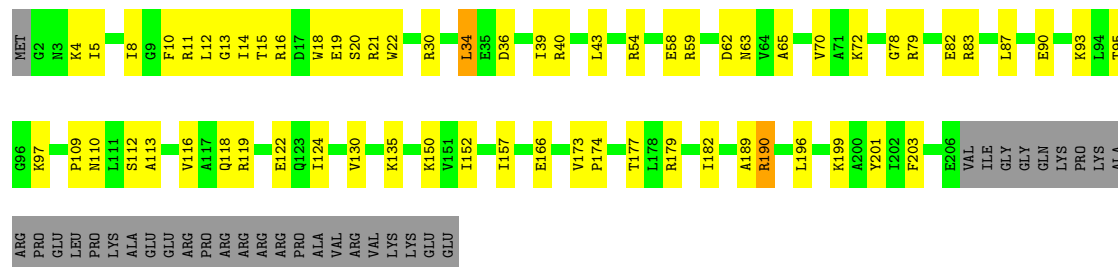 MET G2 N3 K4 I5 I8 G9 F10 R11 L12 G13 I14 T15 R16 D17 W18 E19 S20 R21 W22 R30 L34 E35 D36 I39 R40 L43 R54 E58 R59 D62 N63 V64 A65 V70 A71 K72 G78 R79 E82 R83 L87 E90 K93 L94 T95
G96 K97 P109 N110 L111 S112 A113 V116 A117 Q118 R119 E122 Q123 I124 V130 K135 K150 V151 I152 I157 E166 V173 P174 T177 L178 R179 I182 A189 R190 L196 K199 A200 Y201 I202 F203 E206 VAL ILE GLY GLY GLN LYS PRO LYS ALA
ARG PRO GLU LEU PRO LYS ALA GLU GLU ARG PRO ARG ARG ARG ARG PRO ALA VAL ARG VAL LYS LYS GLU GLU